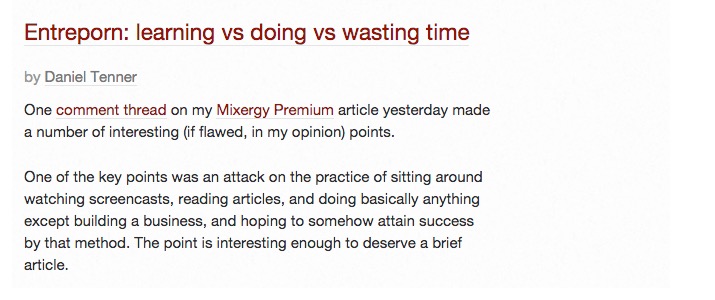 Entreporn: learning vs doing vs wasting time
by Daniel Tenner
One comment thread on my Mixergy Premium article yesterday made
a number of interesting (if flawed, in my opinion) points.
One of the key points was an attack on the practice of sitting around
watching screencasts, reading articles, and doing basically anything
except building a business, and hoping to somehow attain success
by that method. The point is interesting enough to deserve a brief
article.